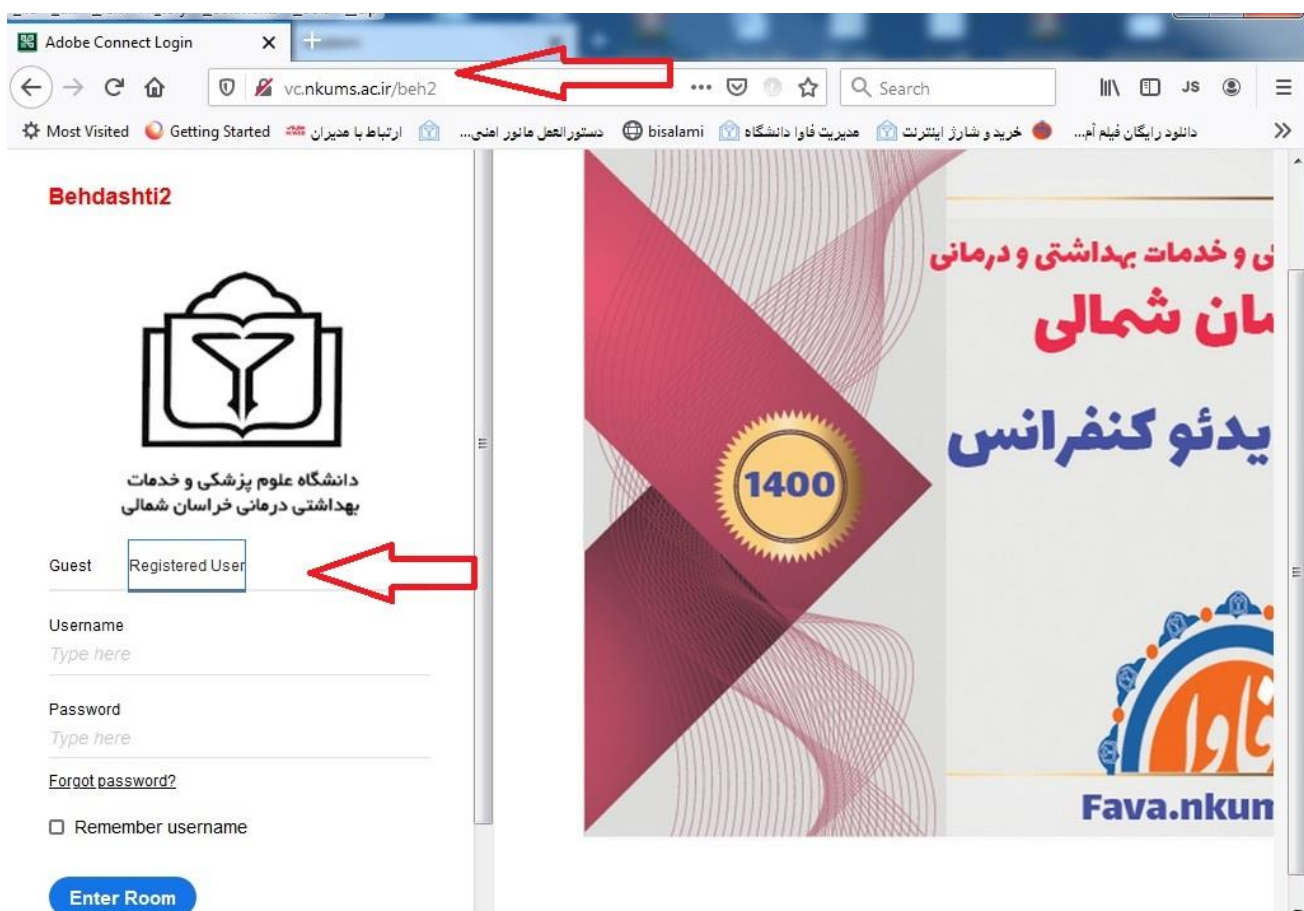 Adobe Connect Login
vc.nkums.ac.ir/beh2
Search
JS
Most Visited
Getting Started
ارتباط با مدیران
دستورالعمل مانور امنی...
bisalami
مدیریت فاوا دانشگاه
خرید و شارژ اینترنت
دانلود رایگان فیلم آم...
Behdashti2
دانشگاه علوم پزشکی و خدمات
بهداشتی درمانی خراسان شمالی
Guest
Registered User
Username
Type here
Password
Type here
Forgot password?
Remember username
Enter Room
ی و خدمات بهداشتی و درمانی
سان شمالی
یدئو کنفرانس
1400
فاوا
Fava.nkum